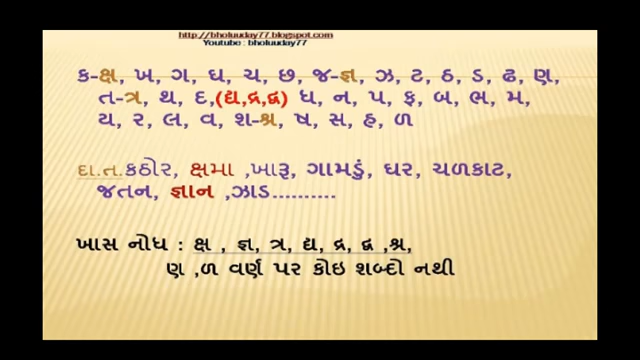 http://bholuuday77.blogspot.com
Youtube : bholuuday77
ક-ક્ષ, ખ, ગ, ઘ, ચ, છ, જ-જ્ઞ, ઝ, ટ, ઠ, ડ, ઢ, ણ,
ત-ત્ર, થ, દ,(દ્ય,દ્ર,દ્વ) ધ, ન, પ, ફ, બ, ભ, મ,
ય, ર, લ, વ, શ-શ્ર, ષ, સ, હ, ળ
દા.ત.કઠોર, ક્ષમા ,ખારૂ, ગામડું, ઘર, ચળકાટ,
જતન, જ્ઞાન ,ઝાડ..........
ખાસ નોધ : ક્ષ , જ્ઞ, ત્ર, દ્ય, દ્ર, દ્વ ,શ્ર,
ણ ,ળ વર્ણ પર કોઇ શબ્દો નથી